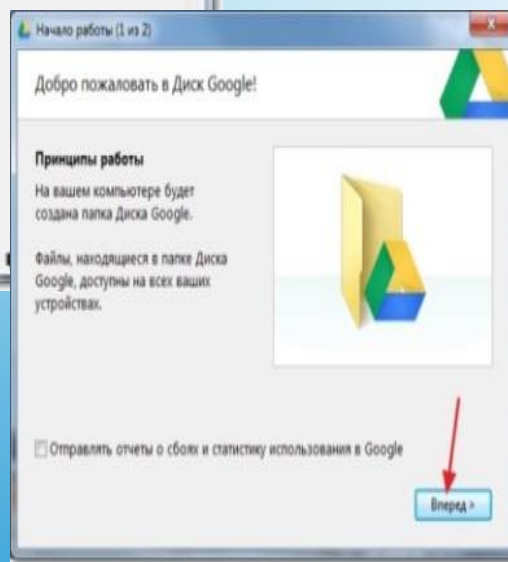 Начало работы (1 из 2)
Добро пожаловать в Диск Google!
Принципы работы
На вашем компьютере будет
создана папка Диска Google.
Файлы, находящиеся в папке Диска
Google, доступны на всех ваших
устройствах.
Отправлять отчеты о сбоях и статистику использования в Google
Вперед >